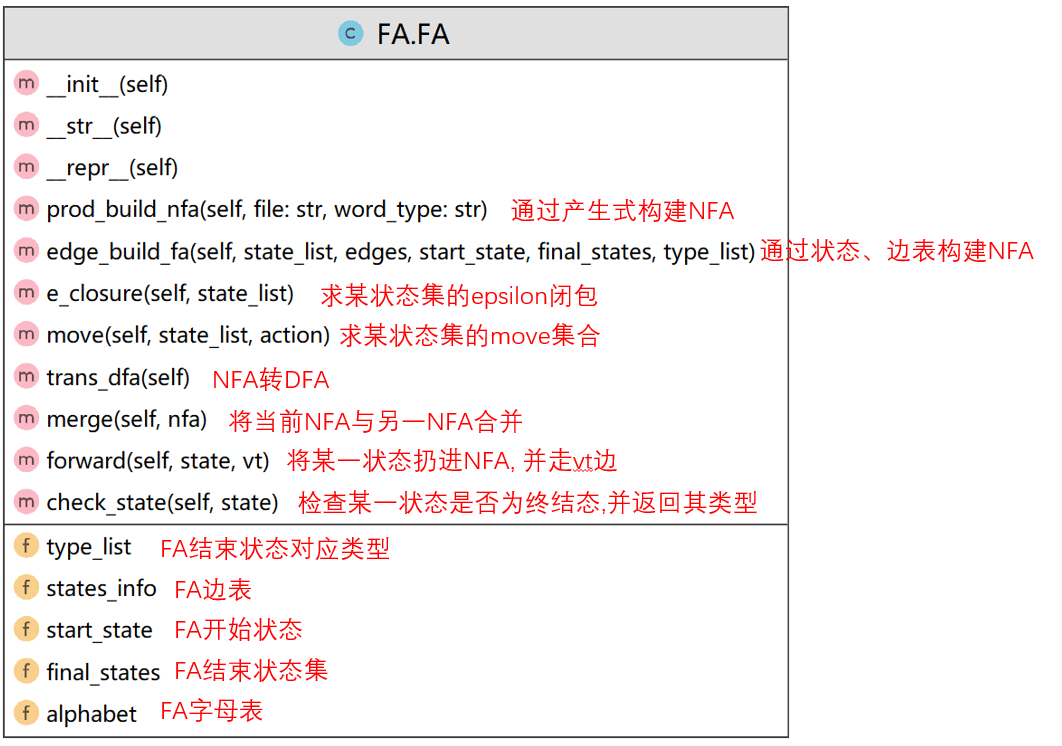 C FA.FA
m __init__(self)
m __str__(self)
m __repr__(self)
m prod_build_nfa(self, file: str, word_type: str) 通过产生式构建NFA
m edge_build_fa(self, state_list, edges, start_state, final_states, type_list) 通过状态、边表构建NFA
m e_closure(self, state_list) 求某状态集的epsilon闭包
m move(self, state_list, action) 求某状态集的move集合
m trans_dfa(self) NFA转DFA
m merge(self, nfa) 将当前NFA与另一NFA合并
m forward(self, state, vt) 将某一状态扔进NFA, 并走vt边
m check_state(self, state) 检查某一状态是否为终结态,并返回其类型
f type_list FA结束状态对应类型
f states_info FA边表
f start_state FA开始状态
f final_states FA结束状态集
f alphabet FA字母表